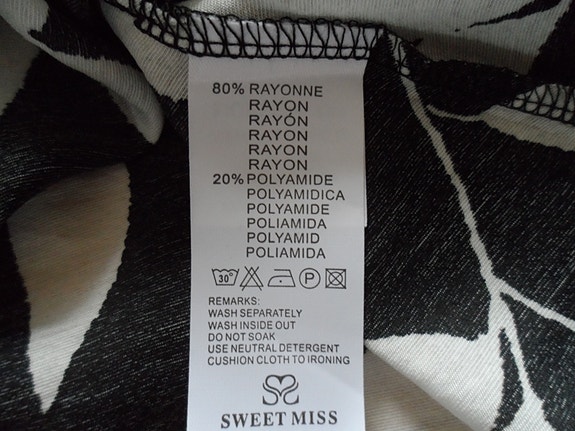 80% RAYONNE
RAYON
RAYÓN
RAYON
RAYON
RAYON
20% POLYAMIDE
POLYAMIDICA
POLYAMIDE
POLIAMIDA
POLYAMID
POLIAMIDA
30° P
REMARKS:
WASH SEPARATELY
WASH INSIDE OUT
DO NOT SOAK
USE NEUTRAL DETERGENT
CUSHION CLOTH TO IRONING
SWEET MISS